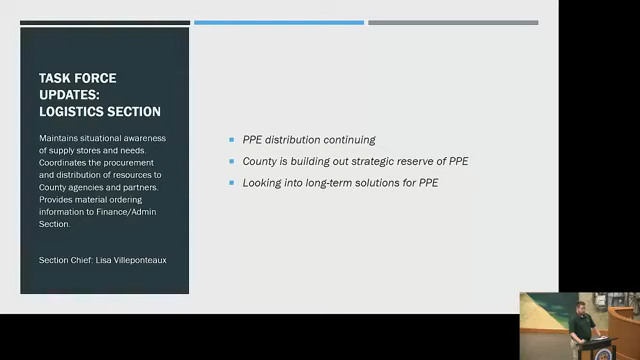 TASK FORCE
UPDATES:
LOGISTICS SECTION
Maintains situational awareness
of supply stores and needs.
Coordinates the procurement
and distribution of resources to
County agencies and partners.
Provides material ordering
information to Finance/Admin
Section.
Section Chief: Lisa Villeponteaux
PPE distribution continuing
County is building out strategic reserve of PPE
Looking into long-term solutions for PPE